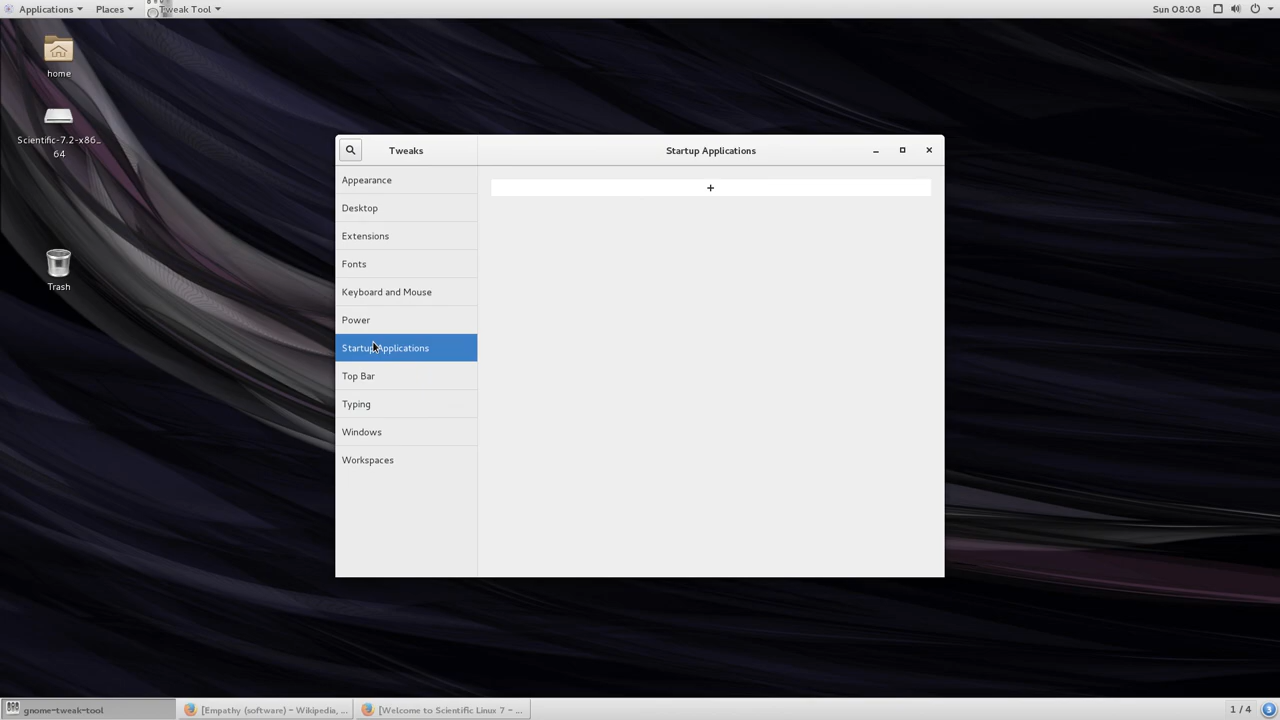 Applications Places Tweak Tool Sun 08:08
home
Scientific-7.2-x86_
64
Trash
Tweaks Startup Applications
Appearance
Desktop
Extensions
Fonts
Keyboard and Mouse
Power
Startup Applications
Top Bar
Typing
Windows
Workspaces
+
gnome-tweak-tool [Empathy (software) – Wikipedia, ... [Welcome to Scientific Linux 7 – ... 1 / 4 3